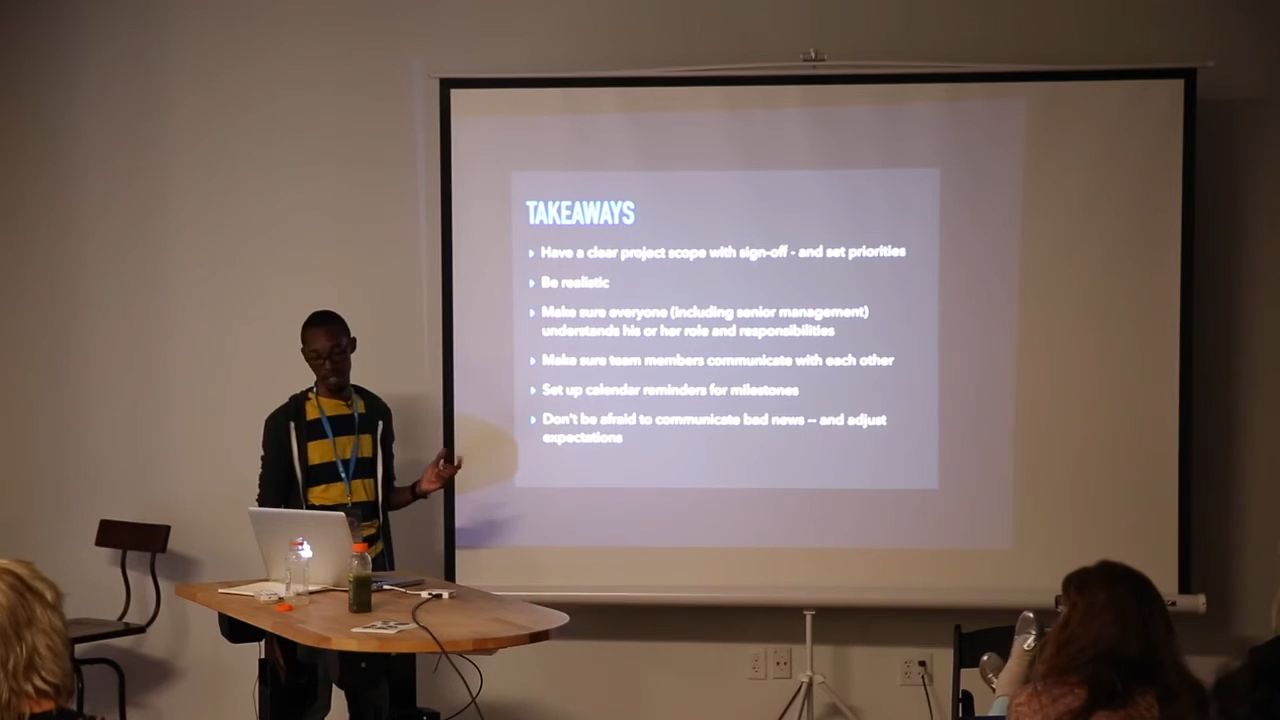 TAKEAWAYS
Have a clear project scope with sign-off - and set priorities
Be realistic
Make sure everyone (including senior management)
understands his or her role and responsibilities
Make sure team members communicate with each other
Set up calendar reminders for milestones
Don't be afraid to communicate bad news – and adjust
expectations